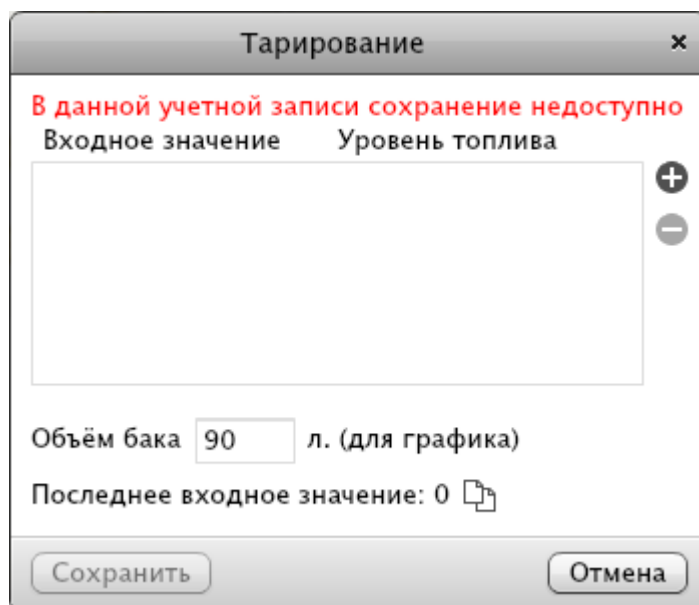 Тарирование
В данной учетной записи сохранение недоступно
Входное значение Уровень топлива
Объём бака 90 л. (для графика)
Последнее входное значение: 0
Сохранить Отмена